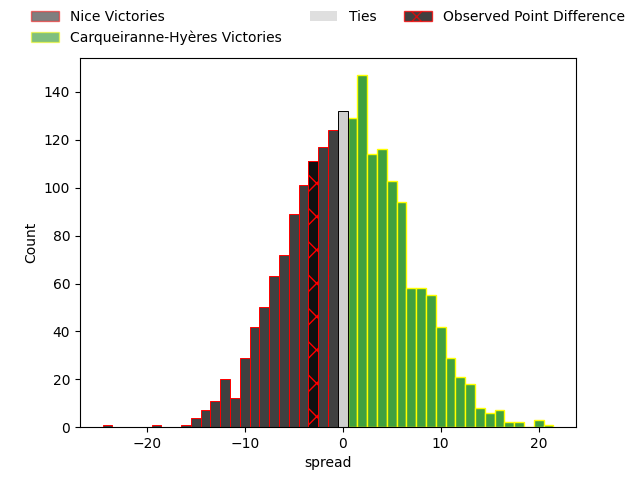 Nice Victories
Carqueiranne-Hyères Victories
Ties
Observed Point Difference
140
120
100
80
60
40
20
0
Count
−20
−10
0
10
20
spread